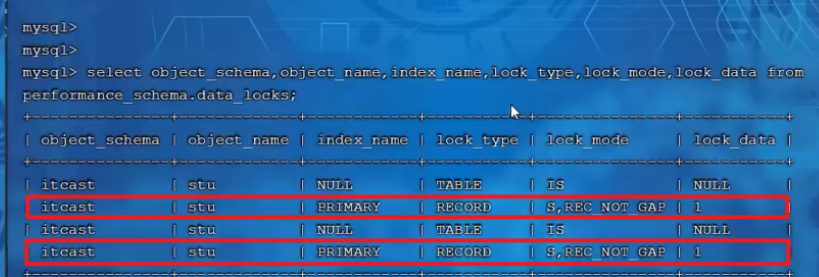 mysql>
mysql>
mysql> select object_schema,object_name,index_name,lock_type,lock_mode,lock_data from
performance_schema.data_locks;
+---------------+-------------+------------+-----------+---------------+-----------+
| object_schema | object_name | index_name | lock_type | lock_mode | lock_data |
+---------------+-------------+------------+-----------+---------------+-----------+
| itcast | stu | NULL | TABLE | IS | NULL |
| itcast | stu | PRIMARY | RECORD | S,REC_NOT_GAP | 1 |
| itcast | stu | NULL | TABLE | IS | NULL |
| itcast | stu | PRIMARY | RECORD | S,REC_NOT_GAP | 1 |
+---------------+-------------+------------+-----------+---------------+-----------+